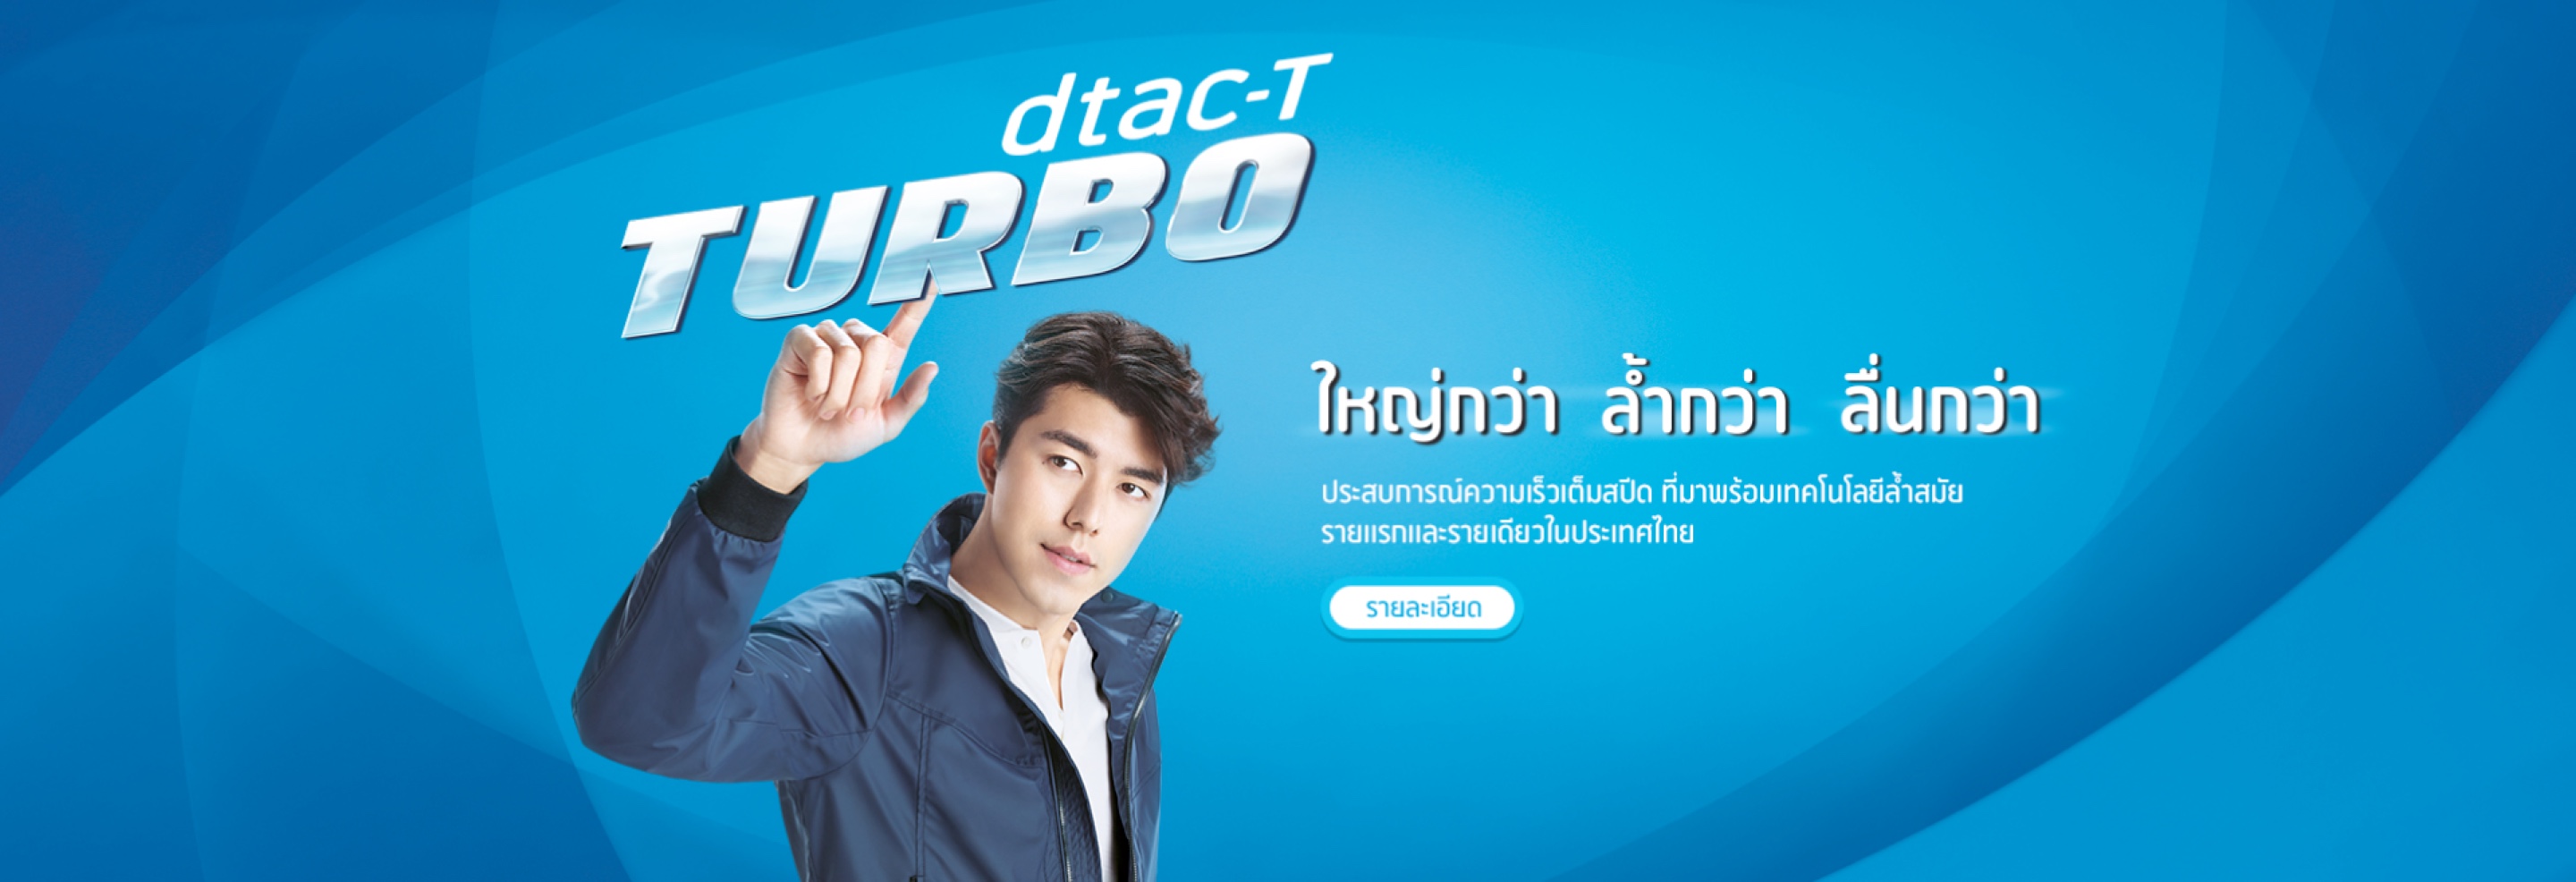 dtac-T
TURBO
ใหญ่กว่า ล้ำกว่า ลื่นกว่า
ประสบการณ์ความเร็วเต็มสปีด ที่มาพร้อมเทคโนโลยีล้ำสมัย
รายแรกและรายเดียวในประเทศไทย
รายละเอียด